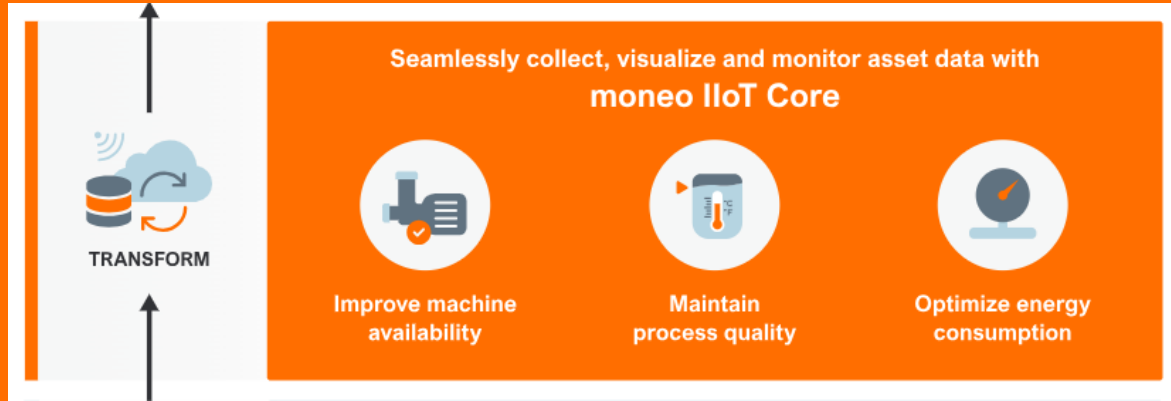 Seamlessly collect, visualize and monitor asset data with
moneo IIoT Core
TRANSFORM
°C
°F
Improve machine
availability
Maintain
process quality
Optimize energy
consumption